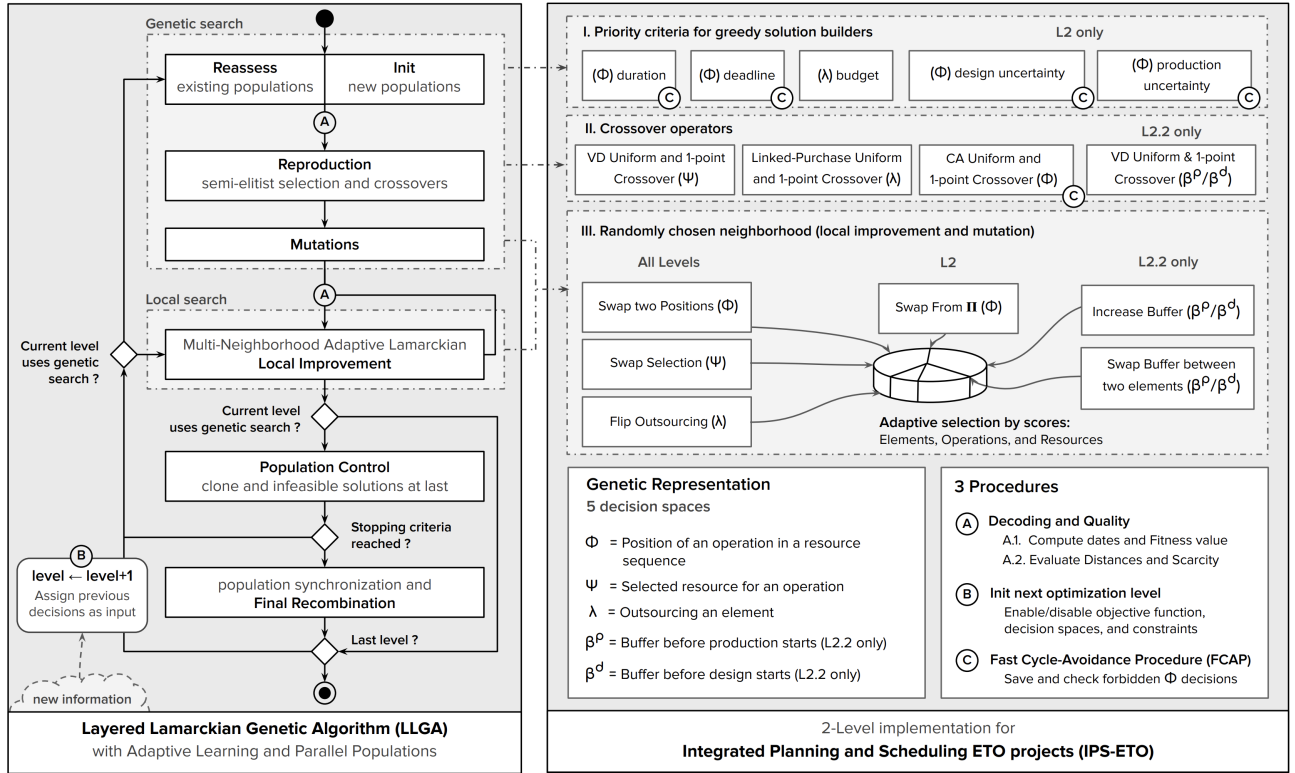 Genetic search
Reassess
existing populations
Init
new populations
A
Reproduction
semi-elitist selection and crossovers
Mutations
A
Local search
Multi-Neighborhood Adaptive Lamarckian
Local Improvement
Current level
uses genetic
search ?
Current level
uses genetic search ?
Population Control
clone and infeasible solutions at last
Stopping criteria
reached ?
B
level ← level+1
Assign previous
decisions as input
population synchronization and
Final Recombination
Last level ?
new information
Layered Lamarckian Genetic Algorithm (LLGA)
with Adaptive Learning and Parallel Populations
I. Priority criteria for greedy solution builders
L2 only
(Φ) duration
C
(Φ) deadline
C
(λ) budget
(Φ) design uncertainty
C
(Φ) production
uncertainty
C
II. Crossover operators
L2.2 only
VD Uniform and 1-point
Crossover (Ψ)
Linked-Purchase Uniform
and 1-point Crossover (λ)
CA Uniform and
1-point Crossover (Φ)
C
VD Uniform & 1-point
Crossover (β^ρ/β^d)
III. Randomly chosen neighborhood (local improvement and mutation)
All Levels
L2
L2.2 only
Swap two Positions (Φ)
Swap Selection (Ψ)
Flip Outsourcing (λ)
Swap From Π (Φ)
Increase Buffer (β^ρ/β^d)
Swap Buffer between
two elements (β^ρ/β^d)
Adaptive selection by scores:
Elements, Operations, and Resources
Genetic Representation
5 decision spaces
Φ = Position of an operation in a resource
sequence
Ψ = Selected resource for an operation
λ = Outsourcing an element
β^ρ = Buffer before production starts (L2.2 only)
β^d = Buffer before design starts (L2.2 only)
3 Procedures
A Decoding and Quality
A.1. Compute dates and Fitness value
A.2. Evaluate Distances and Scarcity
B Init next optimization level
Enable/disable objective function,
decision spaces, and constraints
C Fast Cycle-Avoidance Procedure (FCAP)
Save and check forbidden Φ decisions
2-Level implementation for
Integrated Planning and Scheduling ETO projects (IPS-ETO)